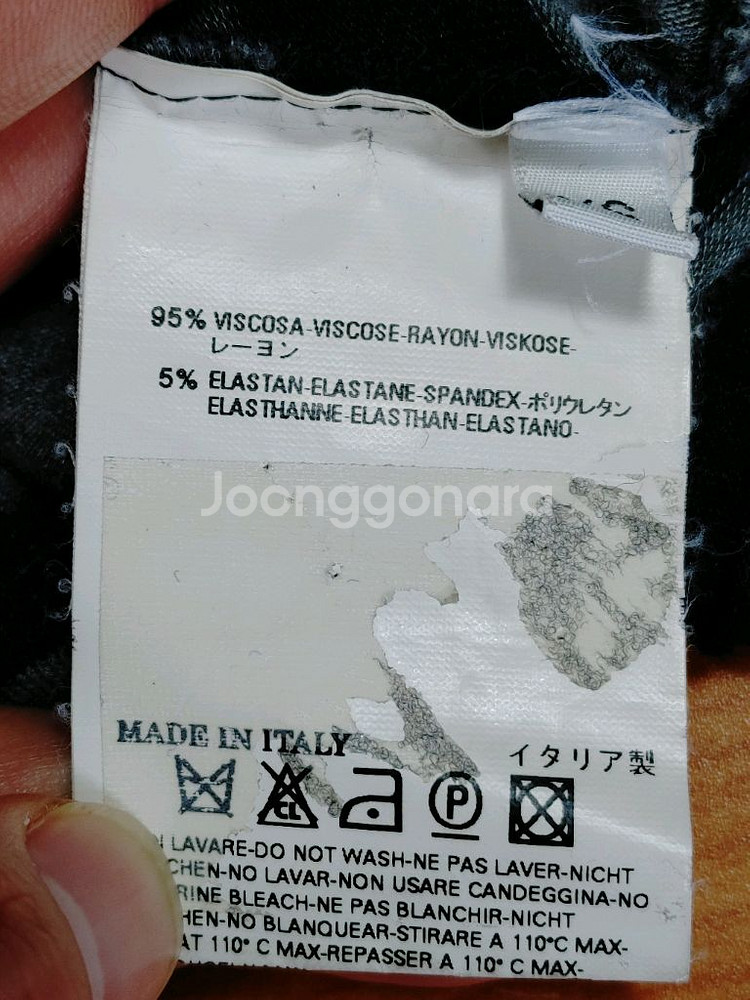 95% VISCOSA-VISCOSE-RAYON-VISKOSE-
レーヨン
5% ELASTAN-ELASTANE-SPANDEX-ポリウレタン
ELASTHANNE-ELASTHAN-ELASTANO-
Joonggonara
MADE IN ITALY
イタリア製
CL P
LAVARE-DO NOT WASH-NE PAS LAVER-NICHT
CHEN-NO LAVAR-NON USARE CANDEGGINA-NO
RINE BLEACH-NE PAS BLANCHIR-NICHT
HEN-NO BLANQUEAR-STIRARE A 110°C MAX-
AT 110° C MAX-REPASSER A 110° C MAX-